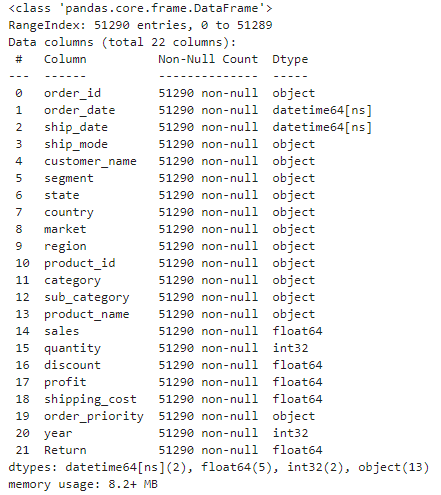 <class 'pandas.core.frame.DataFrame'>
RangeIndex: 51290 entries, 0 to 51289
Data columns (total 22 columns):
 #   Column          Non-Null Count  Dtype
---  ------          --------------  -----
 0   order_id        51290 non-null  object
 1   order_date      51290 non-null  datetime64[ns]
 2   ship_date       51290 non-null  datetime64[ns]
 3   ship_mode       51290 non-null  object
 4   customer_name   51290 non-null  object
 5   segment         51290 non-null  object
 6   state           51290 non-null  object
 7   country         51290 non-null  object
 8   market          51290 non-null  object
 9   region          51290 non-null  object
 10  product_id      51290 non-null  object
 11  category        51290 non-null  object
 12  sub_category    51290 non-null  object
 13  product_name    51290 non-null  object
 14  sales           51290 non-null  float64
 15  quantity        51290 non-null  int32
 16  discount        51290 non-null  float64
 17  profit          51290 non-null  float64
 18  shipping_cost   51290 non-null  float64
 19  order_priority  51290 non-null  object
 20  year            51290 non-null  int32
 21  Return          51290 non-null  float64
dtypes: datetime64[ns](2), float64(5), int32(2), object(13)
memory usage: 8.2+ MB